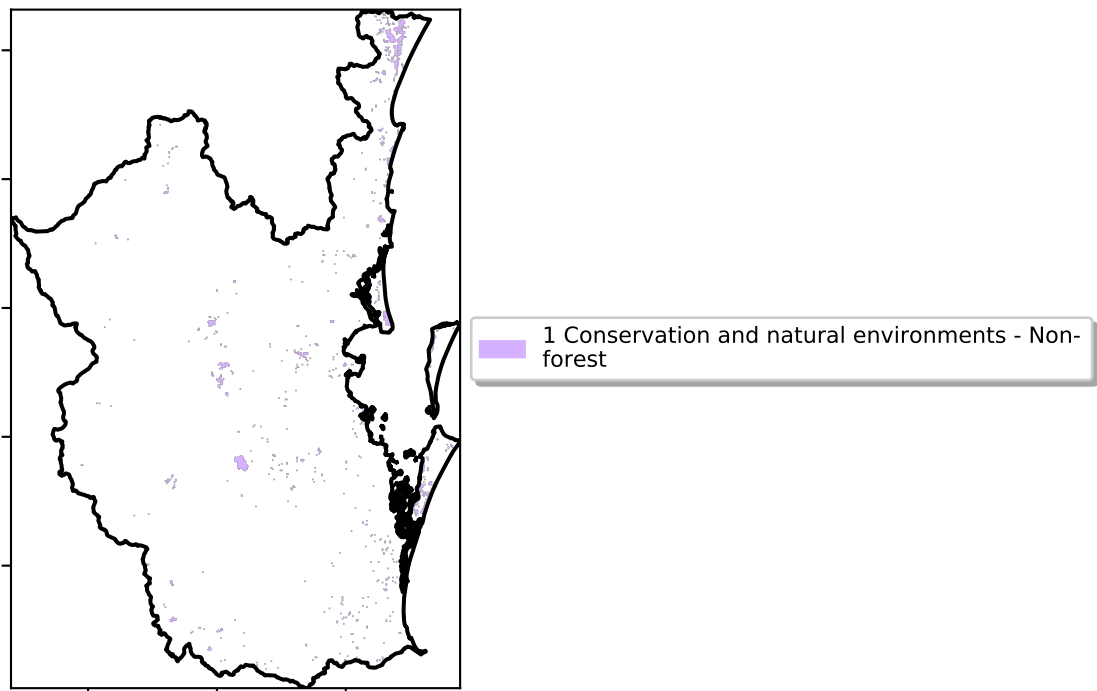 1 Conservation and natural environments - Non-
forest